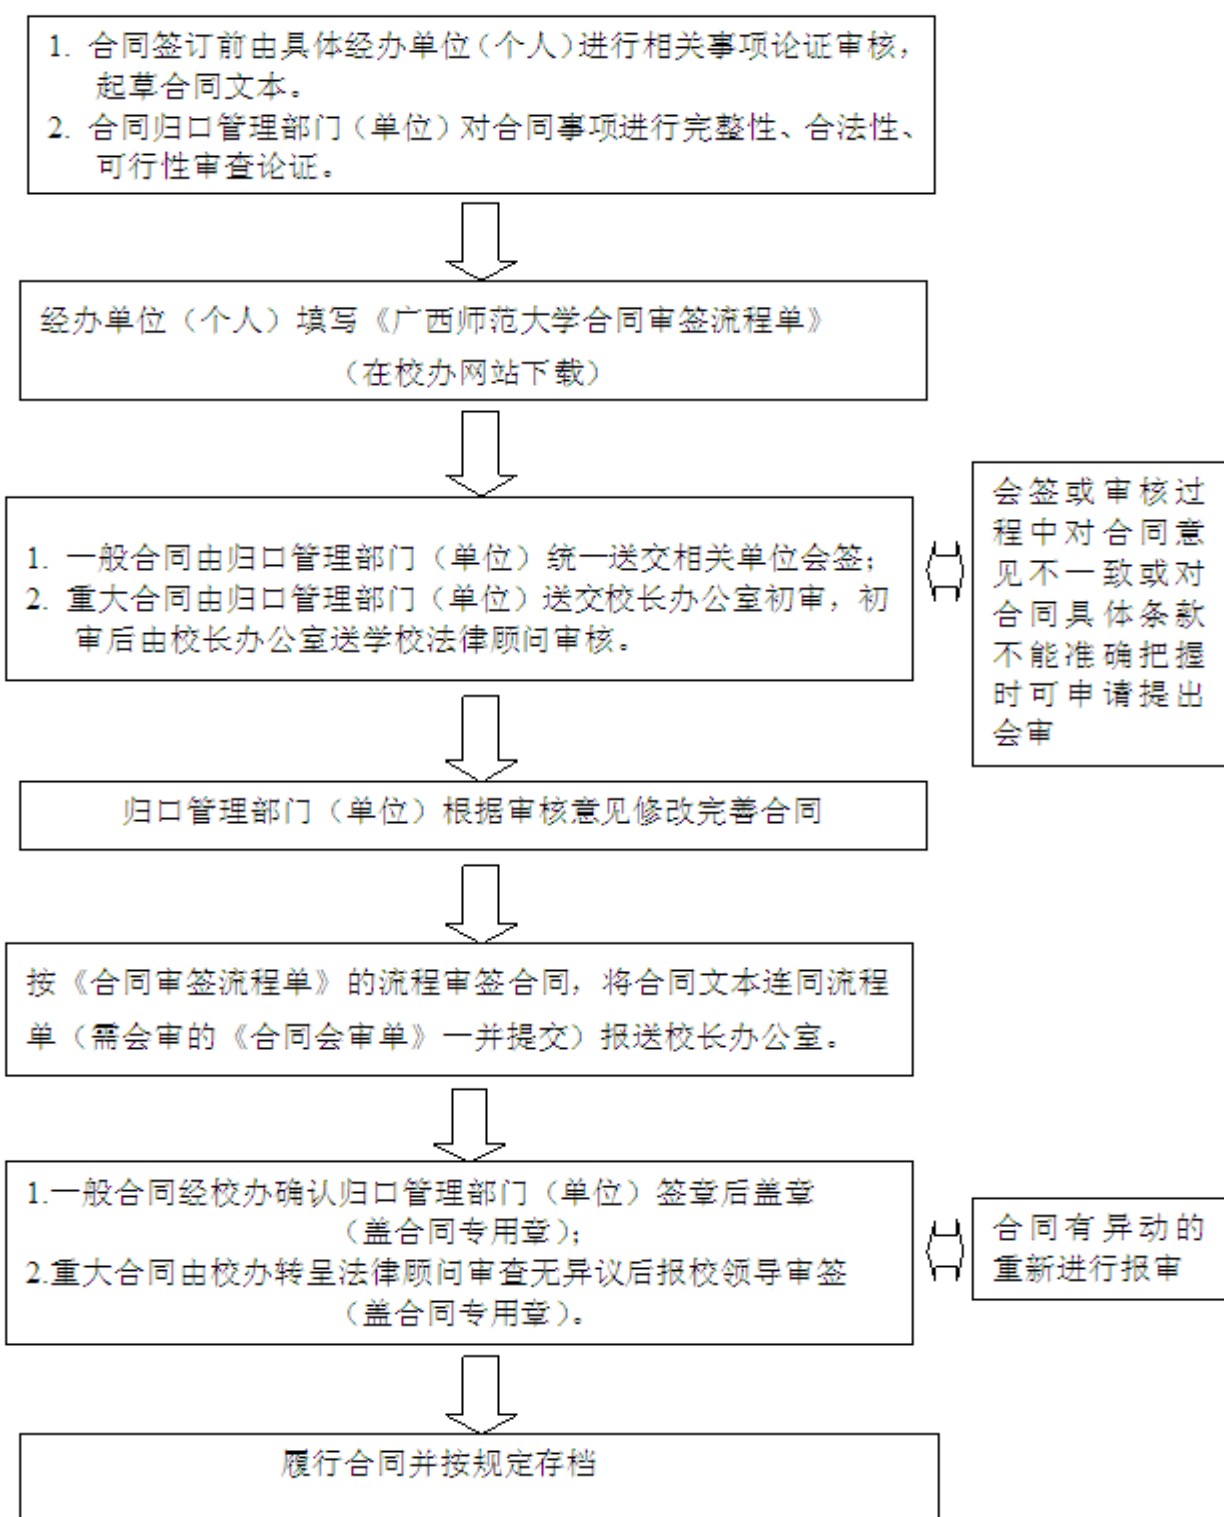 1. 合同签订前由具体经办单位（个人）进行相关事项论证审核，
起草合同文本。
2. 合同归口管理部门（单位）对合同事项进行完整性、合法性、
可行性审查论证。
经办单位（个人）填写《广西师范大学合同审签流程单》
（在校办网站下载）
1. 一般合同由归口管理部门（单位）统一送交相关单位会签；
2. 重大合同由归口管理部门（单位）送交校长办公室初审，初
审后由校长办公室送学校法律顾问审核。
会签或审核过
程中对合同意
见不一致或对
合同具体条款
不能准确把握
时可申请提出
会审
归口管理部门（单位）根据审核意见修改完善合同
按《合同审签流程单》的流程审签合同，将合同文本连同流程
单（需会审的《合同会审单》一并提交）报送校长办公室。
1.一般合同经校办确认归口管理部门（单位）签章后盖章
（盖合同专用章）；
2.重大合同由校办转呈法律顾问审查无异议后报校领导审签
（盖合同专用章）。
合同有异动的
重新进行报审
履行合同并按规定存档